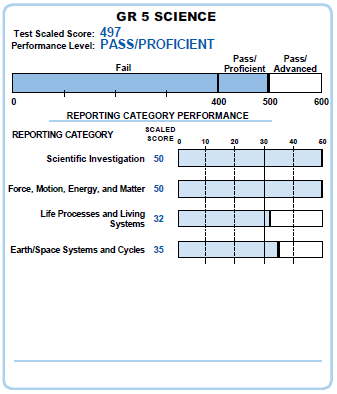 GR 5 SCIENCE
Test Scaled Score: 497
Performance Level: PASS/PROFICIENT
Fail
Pass/ Pass/
Proficient Advanced
0 400 500 600
REPORTING CATEGORY PERFORMANCE
REPORTING CATEGORY SCALED SCORE 0 10 20 30 40 50
Scientific Investigation 50
Force, Motion, Energy, and Matter 50
Life Processes and Living
Systems 32
Earth/Space Systems and Cycles 35